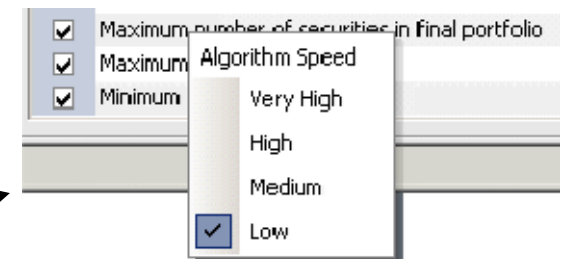 Maximum number of securities in final portfolio
Maximum
Minimum
Algorithm Speed
Very High
High
Medium
Low